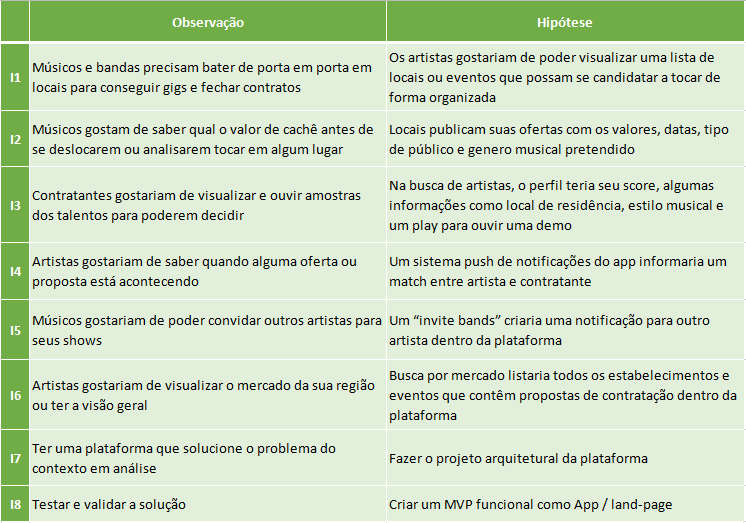 Observação
Hipótese
I1
Músicos e bandas precisam bater de porta em porta em
locais para conseguir gigs e fechar contratos
Os artistas gostariam de poder visualizar uma lista de
locais ou eventos que possam se candidatar a tocar de
forma organizada
I2
Músicos gostam de saber qual o valor de cachê antes de
se deslocarem ou analisarem tocar em algum lugar
Locais publicam suas ofertas com os valores, datas, tipo
de público e genero musical pretendido
I3
Contratantes gostariam de visualizar e ouvir amostras
dos talentos para poderem decidir
Na busca de artistas, o perfil teria seu score, algumas
informações como local de residência, estilo musical e
um play para ouvir uma demo
I4
Artistas gostariam de saber quando alguma oferta ou
proposta está acontecendo
Um sistema push de notificações do app informaria um
match entre artista e contratante
I5
Músicos gostariam de poder convidar outros artistas para
seus shows
Um “invite bands” criaria uma notificação para outro
artista dentro da plataforma
I6
Artistas gostariam de visualizar o mercado da sua região
ou ter a visão geral
Busca por mercado listaria todos os estabelecimentos e
eventos que contêm propostas de contratação dentro da
plataforma
I7
Ter uma plataforma que solucione o problema do
contexto em análise
Fazer o projeto arquitetural da plataforma
I8
Testar e validar a solução
Criar um MVP funcional como App / land-page